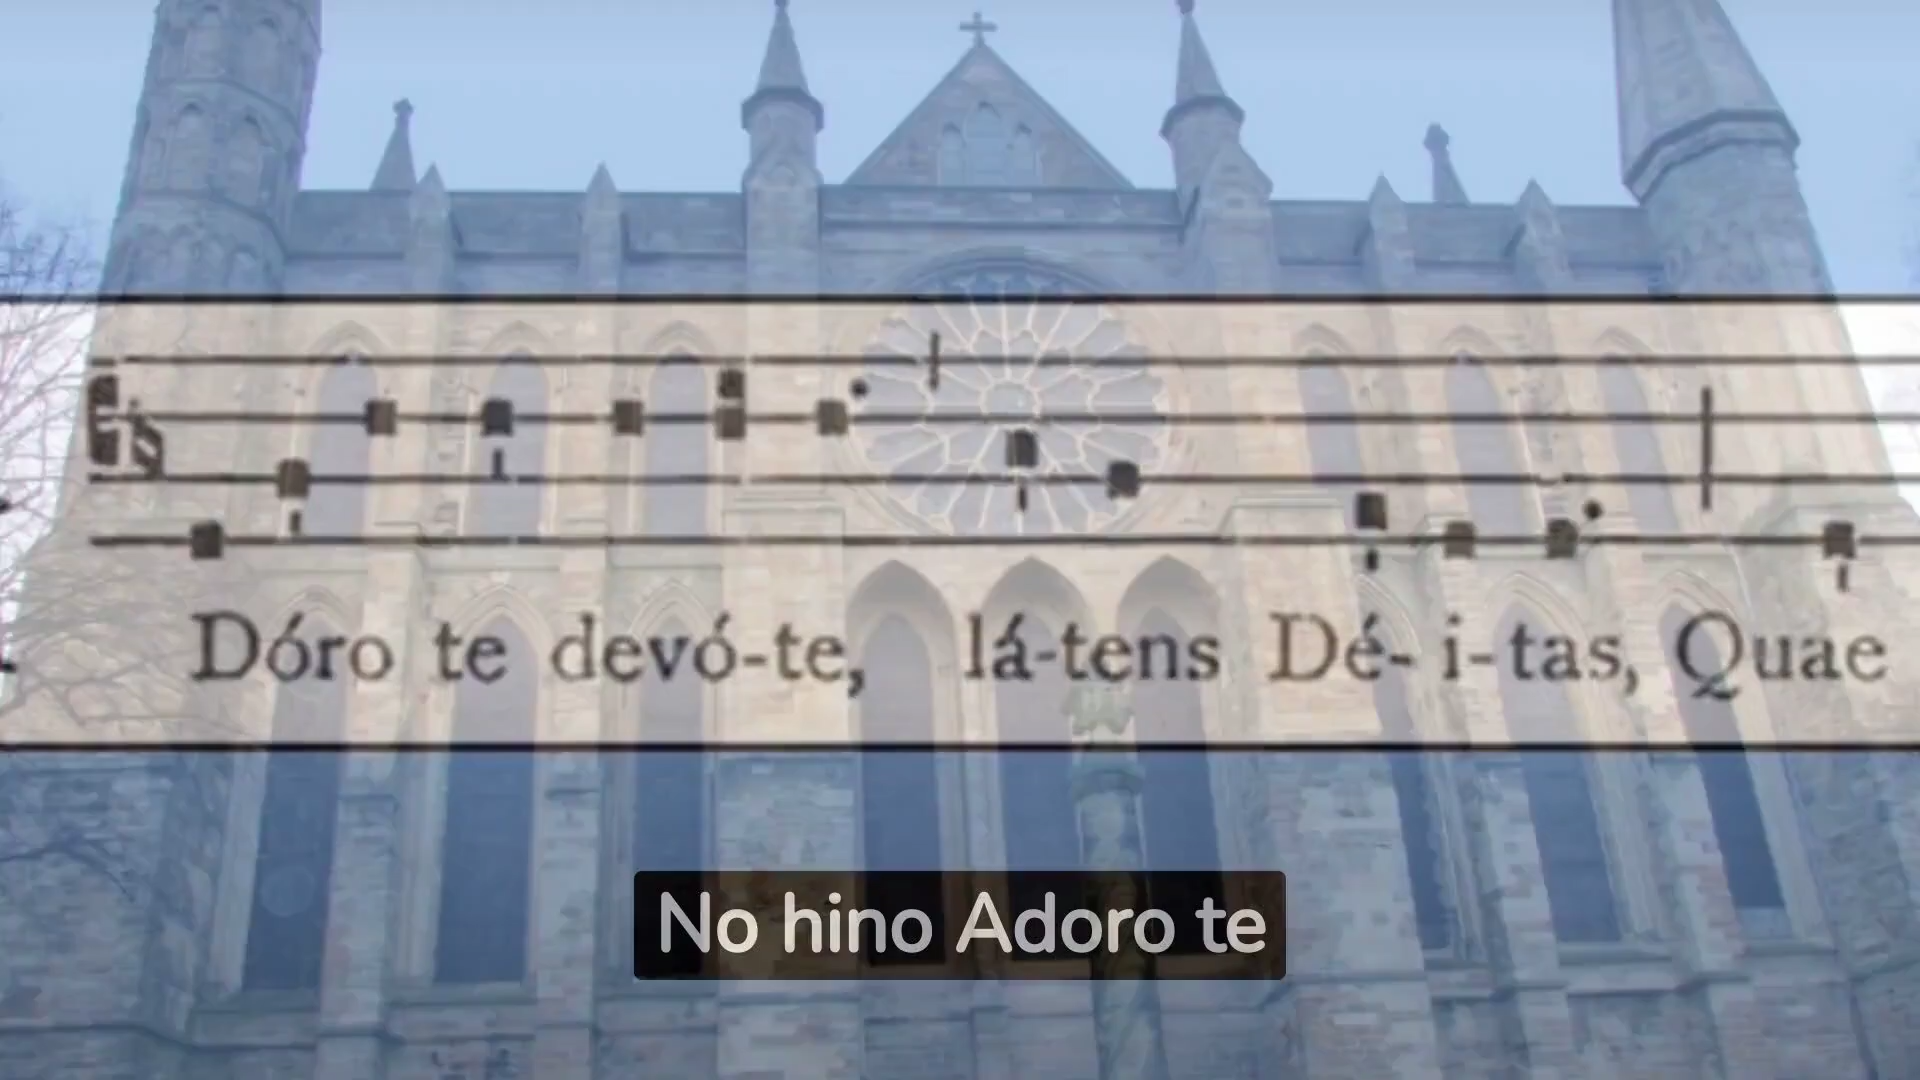 Dóro te devó-te, lá-tens Dé- i-tas, Quae
No hino Adoro te